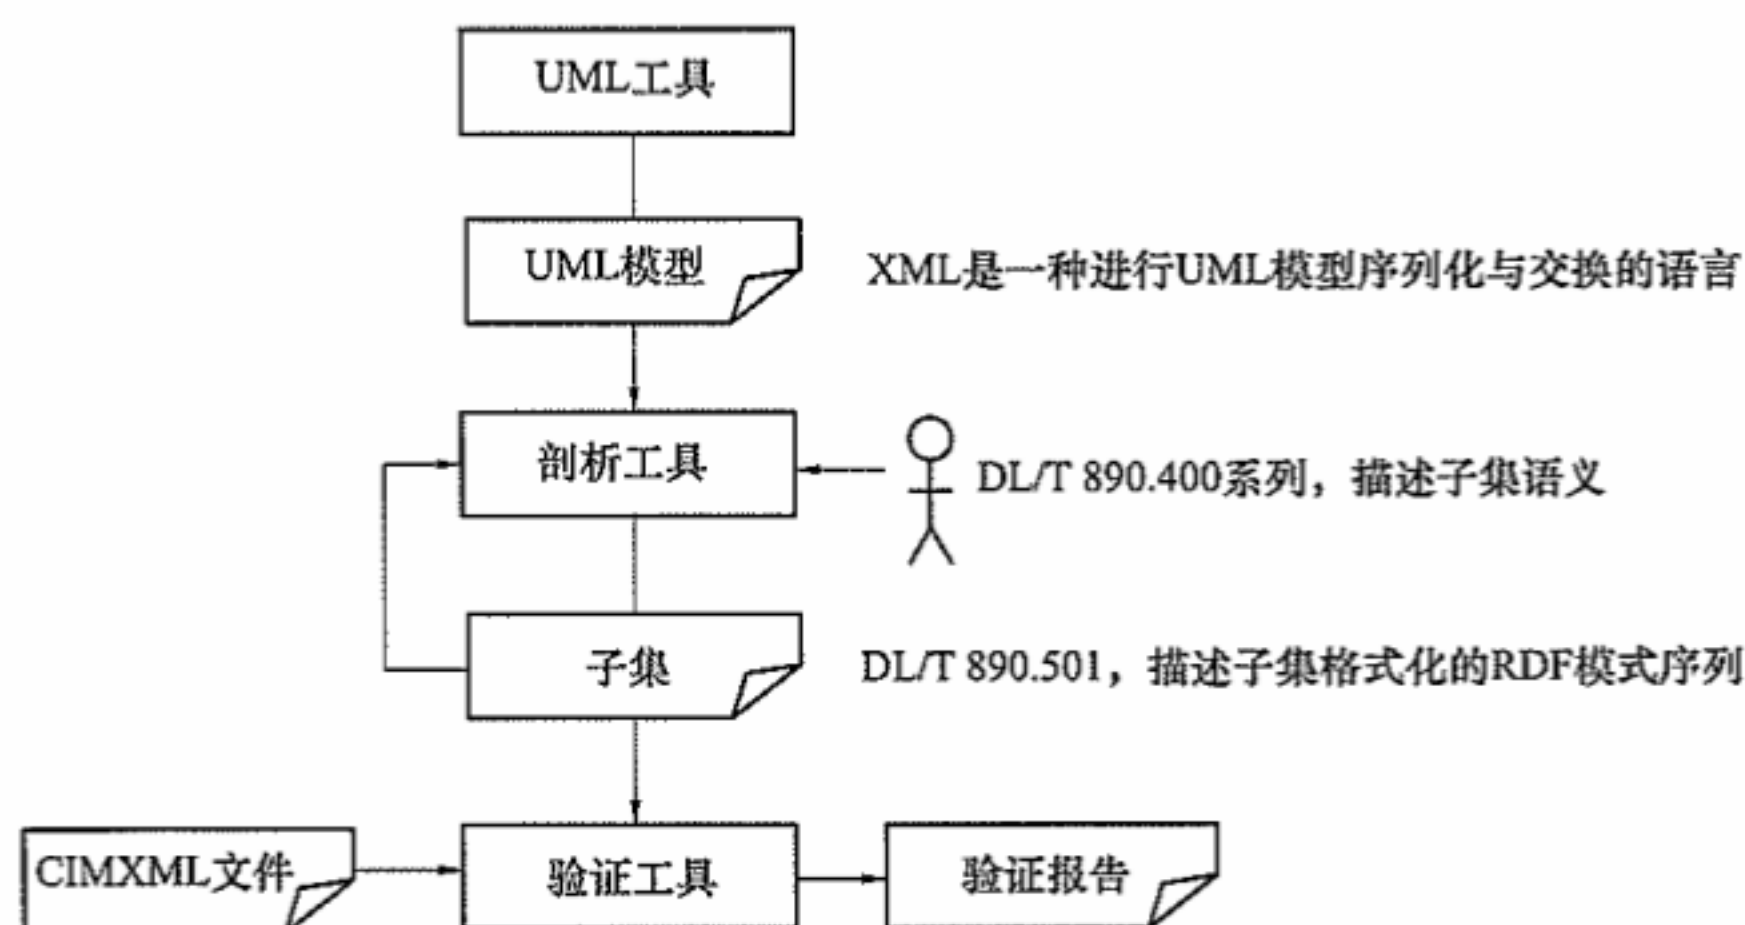 UML工具
UML模型
XML是一种进行UML模型序列化与交换的语言
剖析工具
DL/T 890.400系列，描述子集语义
子集
DL/T 890.501，描述子集格式化的RDF模式序列
CIMXML文件
验证工具
验证报告